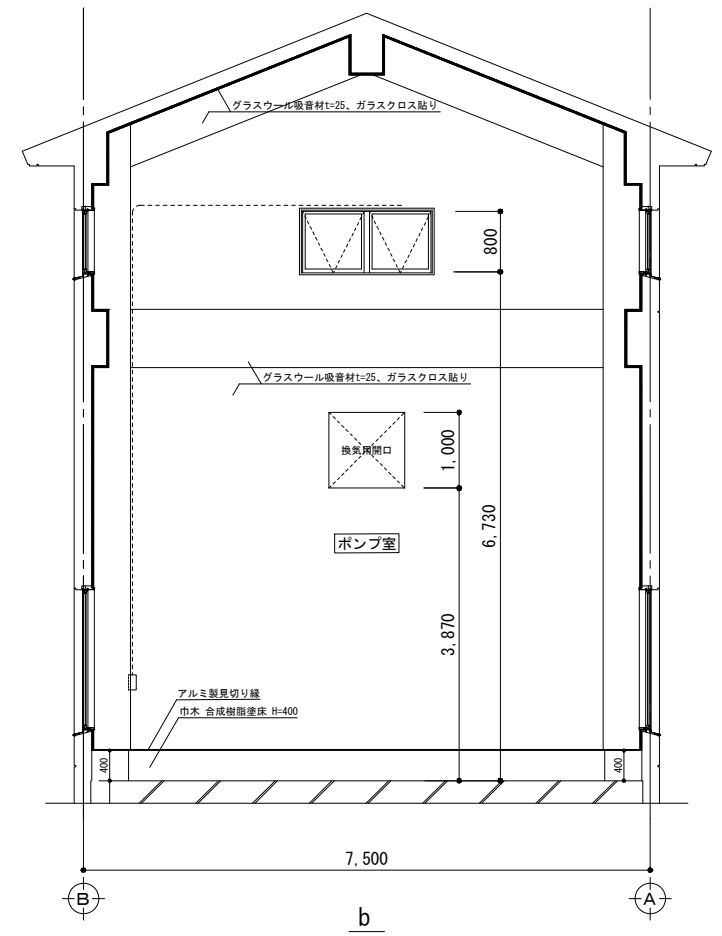 グラスウール吸音材t=25、ガラスクロス貼り
800
グラスウール吸音材t=25、ガラスクロス貼り
換気用開口
1,000
6,730
ポンプ室
3,870
アルミ製見切り縁
巾木 合成樹脂塗床 H=400
400
400
7,500
B
A
b